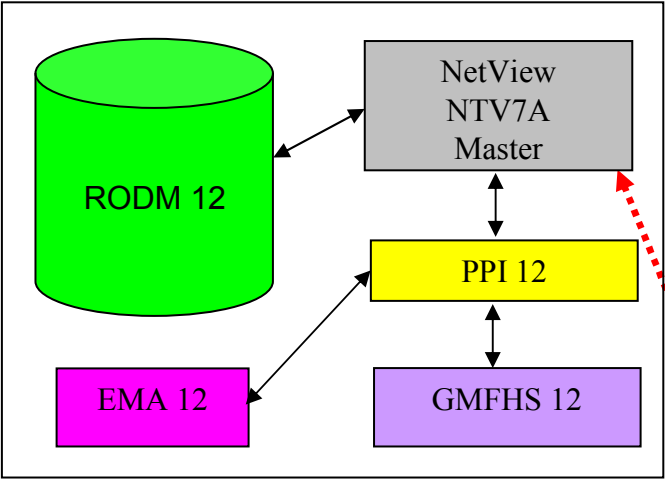 NetView
NTV7A
Master
RODM 12
PPI 12
EMA 12
GMFHS 12